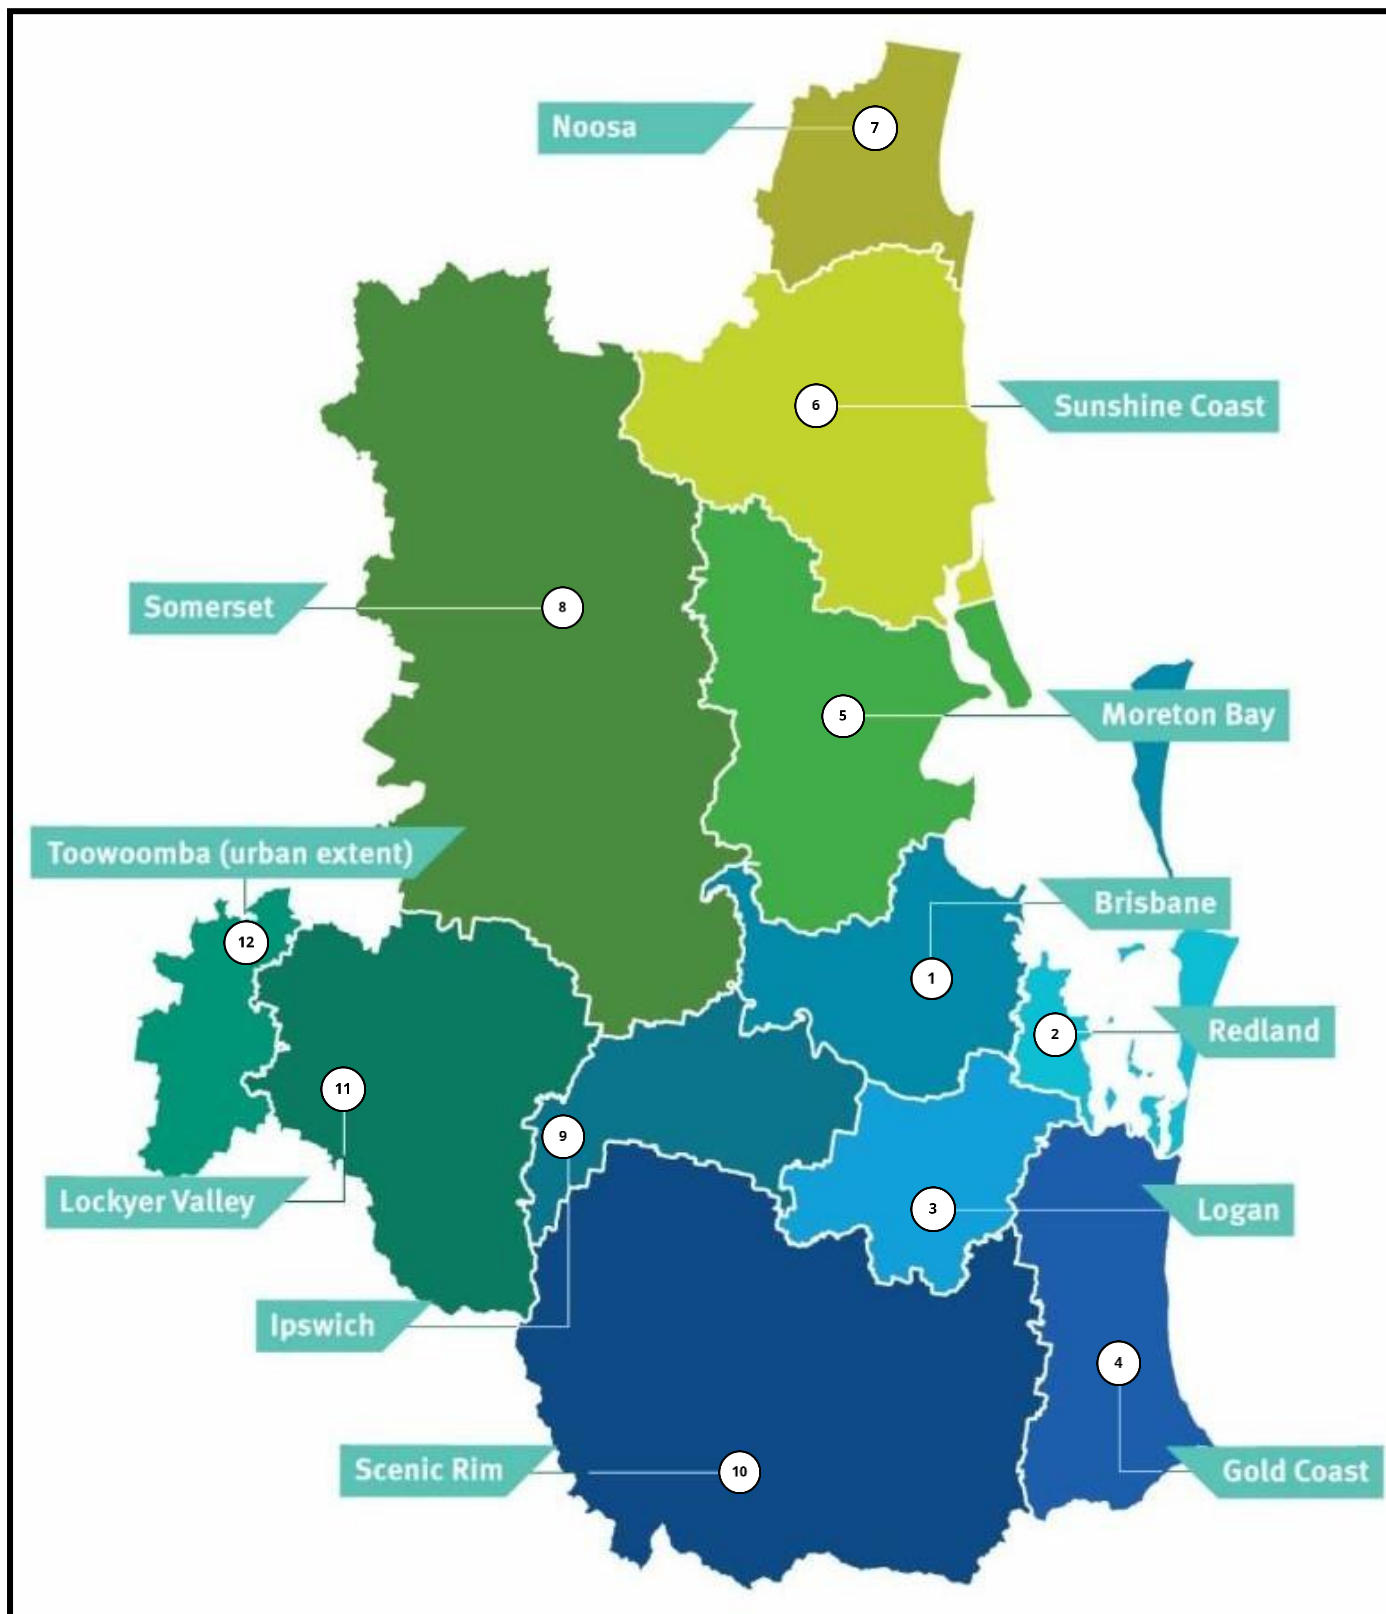 Noosa
7
6
Sunshine Coast
Somerset
8
5
Moreton Bay
Toowoomba (urban extent)
Brisbane
12
1
2
Redland
11
9
Lockyer Valley
3
Logan
Ipswich
4
Scenic Rim
10
Gold Coast